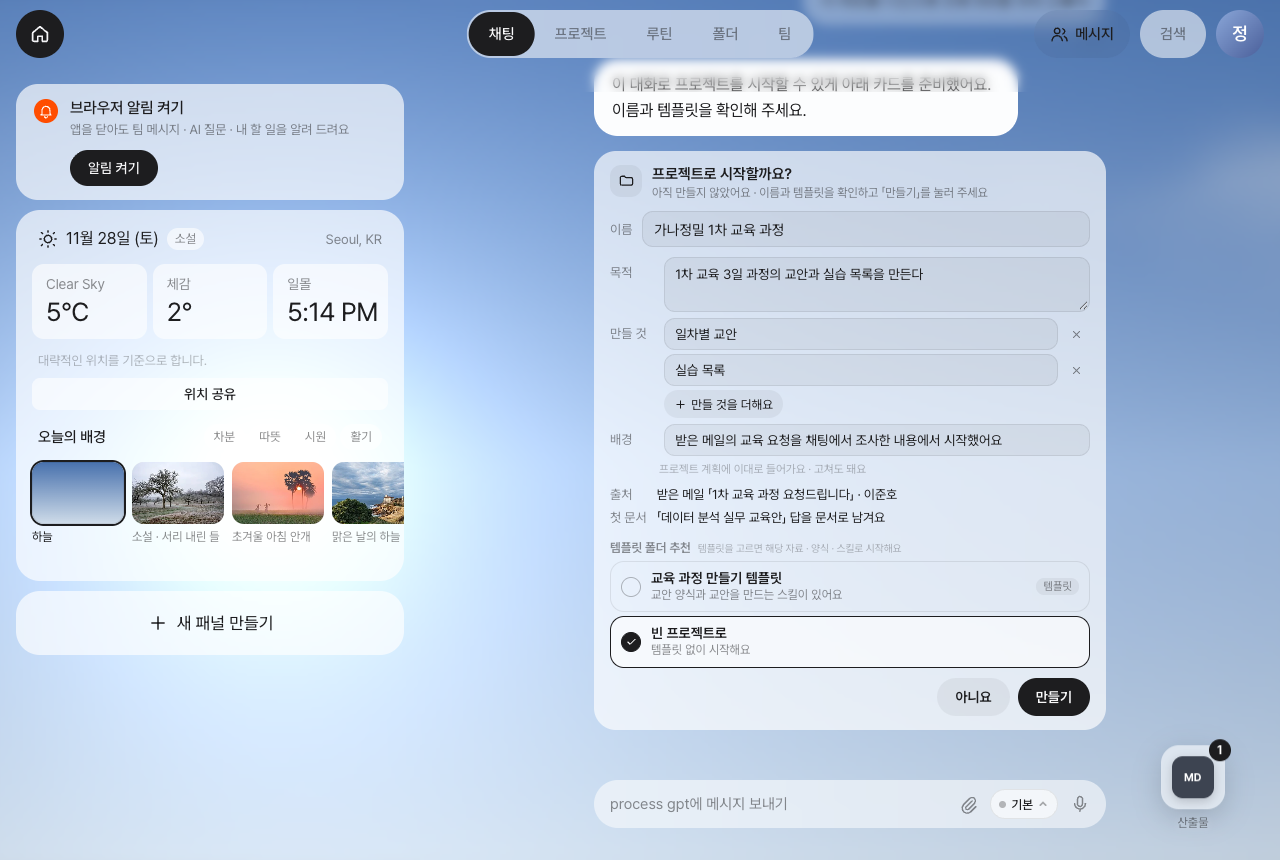 채팅
프로젝트
루틴
폴더
팀
메시지
검색
정
브라우저 알림 켜기
앱을 닫아도 팀 메시지 · AI 질문 · 내 할 일을 알려 드려요
알림 켜기
11월 28일 (토)
소설
Seoul, KR
Clear Sky
5°C
체감
2°
일몰
5:14 PM
대략적인 위치를 기준으로 합니다.
위치 공유
오늘의 배경
차분
따뜻
시원
활기
하늘
소설 · 서리 내린 들
초겨울 아침 안개
맑은 날의 하늘
새 패널 만들기
이 대화로 프로젝트를 시작할 수 있게 아래 카드를 준비했어요.
이름과 템플릿을 확인해 주세요.
프로젝트로 시작할까요?
아직 만들지 않았어요 · 이름과 템플릿을 확인하고 「만들기」를 눌러 주세요
이름
가나정밀 1차 교육 과정
목적
1차 교육 3일 과정의 교안과 실습 목록을 만든다
만들 것
일차별 교안
실습 목록
+ 만들 것을 더해요
배경
받은 메일의 교육 요청을 채팅에서 조사한 내용에서 시작했어요
프로젝트 계획에 이대로 들어가요 · 고쳐도 돼요
출처
받은 메일 「1차 교육 과정 요청드립니다」 · 이준호
첫 문서
「데이터 분석 실무 교육안」 답을 문서로 남겨요
템플릿 폴더 추천
템플릿을 고르면 해당 자료 · 양식 · 스킬로 시작해요
교육 과정 만들기 템플릿
교안 양식과 교안을 만드는 스킬이 있어요
템플릿
빈 프로젝트로
템플릿 없이 시작해요
아니요
만들기
process gpt에 메시지 보내기
기본
1
MD
산출물